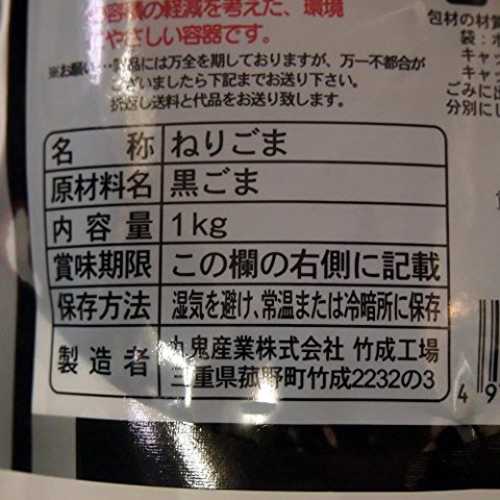 容器の軽減を考えた、環境
やさしい容器です。
※お願い…製品には万全を期しておりますが、万一不都合が
ございましたら下記までお送り下さい。
折返し送料と代品をお送り致します。
包材の材質
袋：ポ
キャッ
キャ
ごみに出
分別にし
名 称 ねりごま
原材料名 黒ごま
内容量 1kg
賞味期限 この欄の右側に記載
保存方法 湿気を避け、常温または冷暗所に保存
製造者 九鬼産業株式会社 竹成工場
三重県菰野町竹成2232の3
4 9